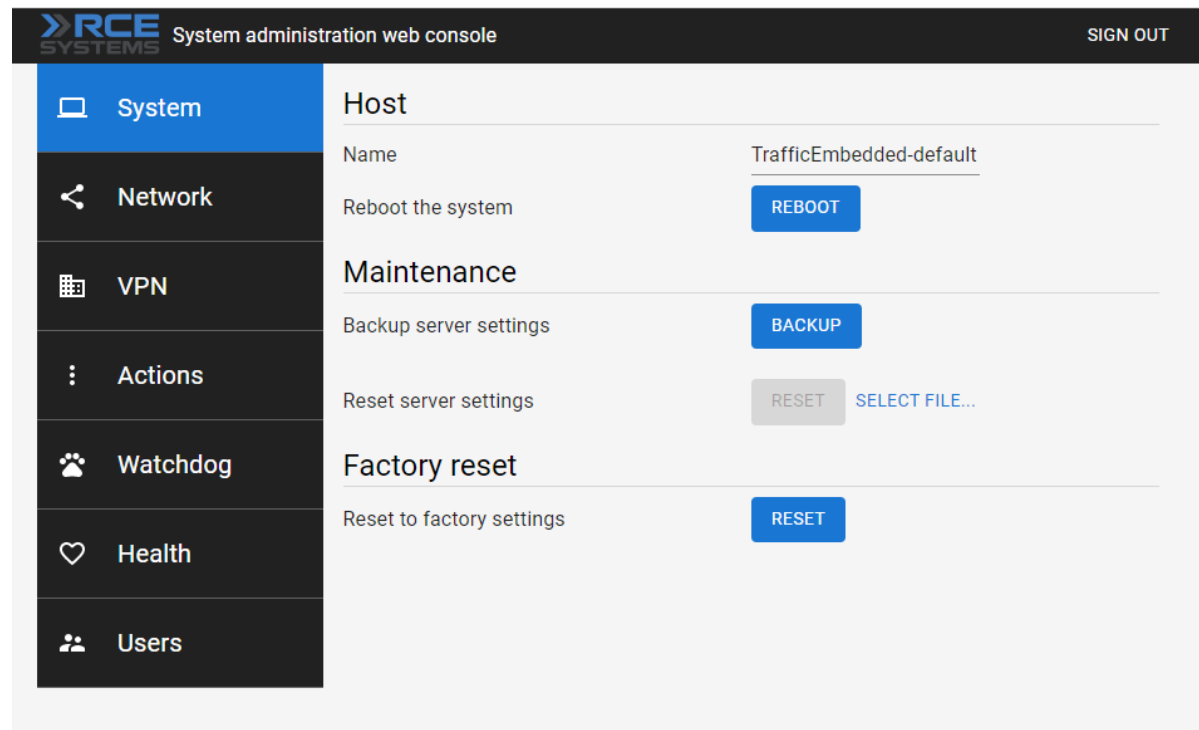 RCE
SYSTEMS
System administration web console
SIGN OUT
System
Network
VPN
Actions
Watchdog
Health
Users
Host
Name
TrafficEmbedded-default
Reboot the system
REBOOT
Maintenance
Backup server settings
BACKUP
Reset server settings
RESET SELECT FILE...
Factory reset
Reset to factory settings
RESET